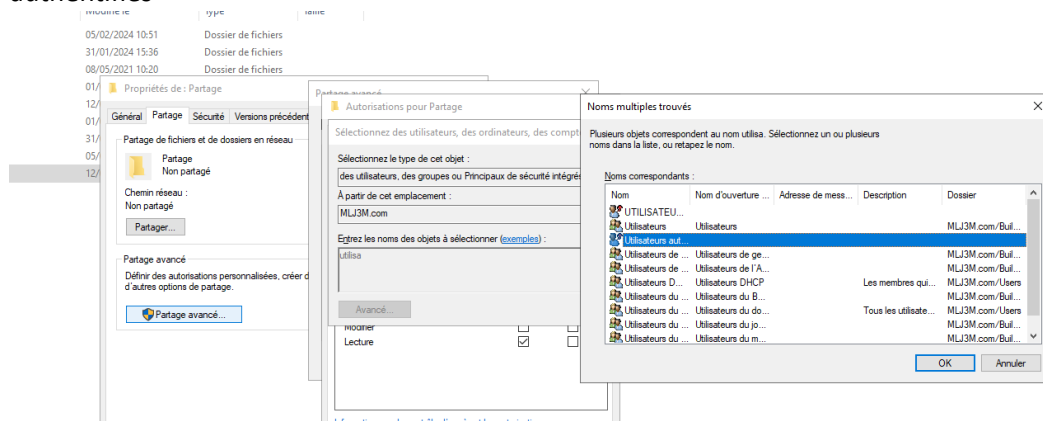 05/02/2024 10:51 Dossier de fichiers
31/01/2024 15:36 Dossier de fichiers
08/05/2021 10:20 Dossier de fichiers
01/
12/
01/
31/
05/
12/
Propriétés de : Partage
Général Partage Sécurité Versions précédent
Partage de fichiers et de dossiers en réseau
Partage
Non partagé
Chemin réseau :
Non partagé
Partager...
Partage avancé
Définir des autorisations personnalisées, créer d
d'autres options de partage.
Partage avancé...
Partage avancé
Autorisations pour Partage
Sélectionnez des utilisateurs, des ordinateurs, des compt
Sélectionnez le type de cet objet :
des utilisateurs, des groupes ou Principaux de sécurité intégrés
À partir de cet emplacement :
MLJ3M.com
Entrez les noms des objets à sélectionner (exemples) :
utilisa
Avancé...
Modifier
Lecture
Noms multiples trouvés
Plusieurs objets correspondent au nom utilisa. Sélectionnez un ou plusieurs
noms dans la liste, ou retapez le nom.
Noms correspondants :
Nom Nom d'ouverture ... Adresse de mess... Description Dossier
UTILISATEU...
Utilisateurs Utilisateurs MLJ3M.com/Buil...
Utilisateurs aut...
Utilisateurs de ... Utilisateurs de ge... MLJ3M.com/Buil...
Utilisateurs de ... Utilisateurs de l'A... MLJ3M.com/Buil...
Utilisateurs D... Utilisateurs DHCP Les membres qui... MLJ3M.com/Users
Utilisateurs du ... Utilisateurs du B... MLJ3M.com/Buil...
Utilisateurs du ... Utilisateurs du do... Tous les utilisate... MLJ3M.com/Users
Utilisateurs du ... Utilisateurs du jo... MLJ3M.com/Buil...
Utilisateurs du ... Utilisateurs du m... MLJ3M.com/Buil...
OK Annuler